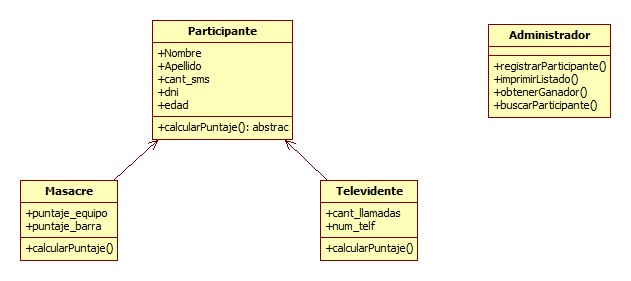 Participante
+Nombre
+Apellido
+cant_sms
+dni
+edad
+calcularPuntaje(): abstrac
Administrador
+registrarParticipante()
+imprimirListado()
+obtenerGanador()
+buscarParticipante()
Masacre
+puntaje_equipo
+puntaje_barra
+calcularPuntaje()
Televidente
+cant_llamadas
+num_telf
+calcularPuntaje()